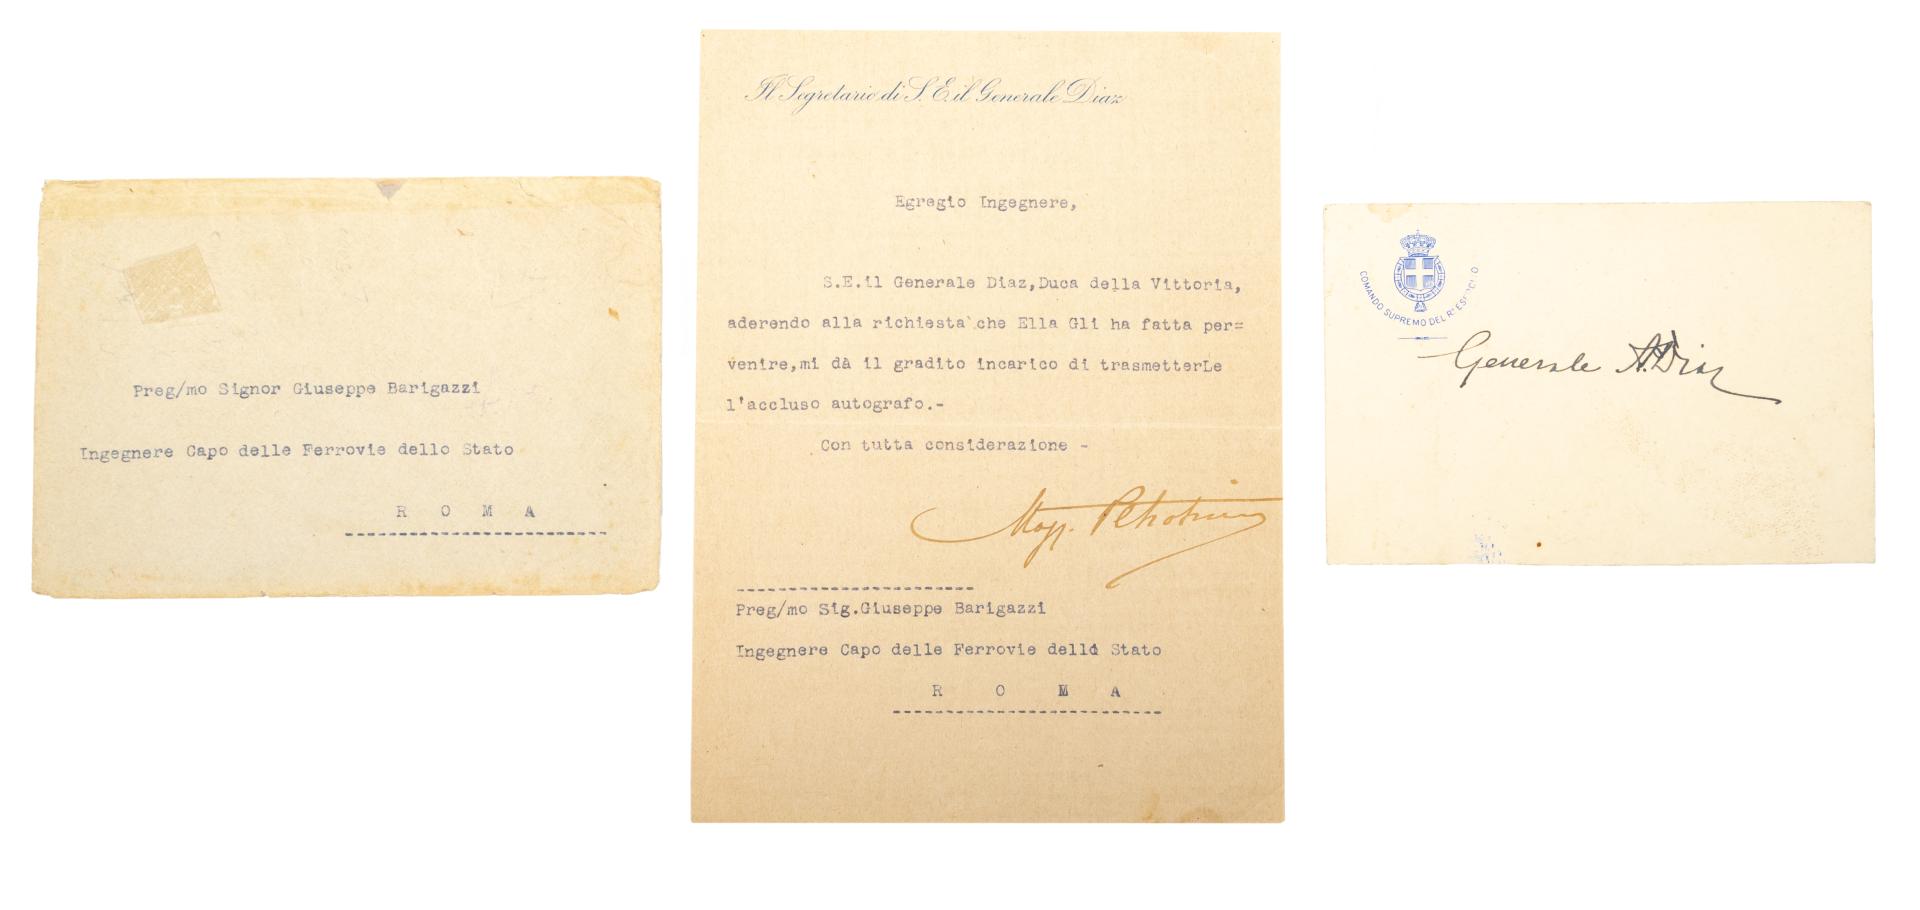 Preg/mo Signor Giuseppe Barigazzi
Ingegnere Capo delle Ferrovie dello Stato
R O M A
Il Segretario di S. E. il Generale Diaz
Egregio Ingegnere,
S.E.il Generale Diaz,Duca della Vittoria,
aderendo alla richiesta che Ella Gli ha fatta per=
venire,mi dà il gradito incarico di trasmetterLe
l'accluso autografo.-
Con tutta considerazione -
Magg.
Preg/mo Sig.Giuseppe Barigazzi
Ingegnere Capo delle Ferrovie dello Stato
R O M A
COMANDO SUPREMO DEL Rº ESERCITO
Generale A. Diaz